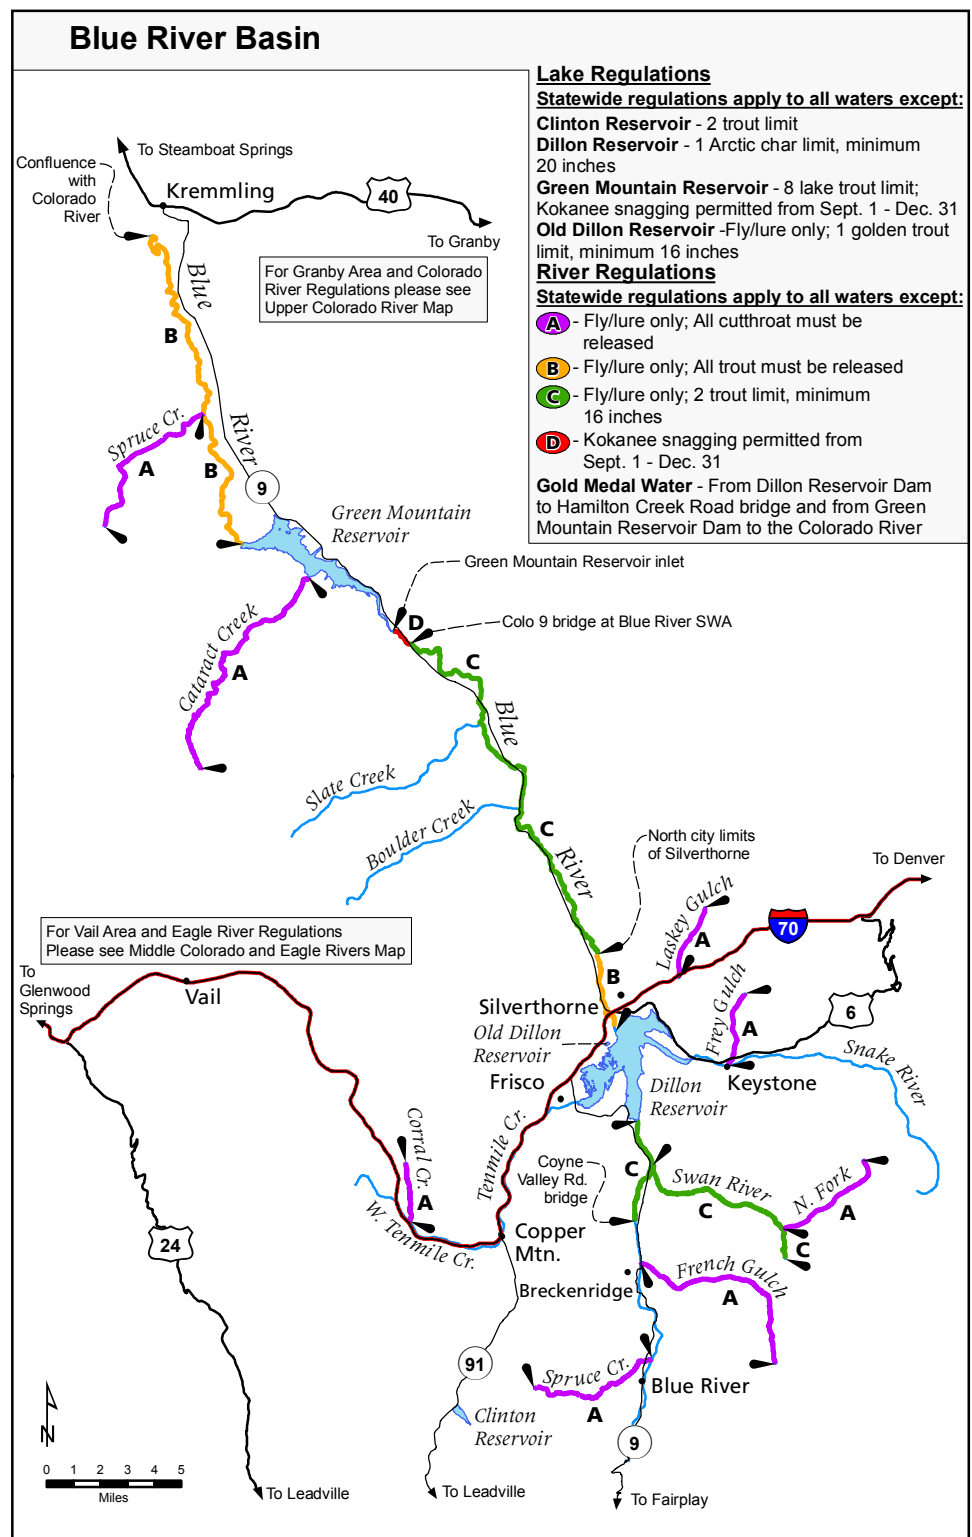 Blue River Basin
Lake Regulations
Statewide regulations apply to all waters except:
Clinton Reservoir - 2 trout limit
Dillon Reservoir - 1 Arctic char limit, minimum
20 inches
Green Mountain Reservoir - 8 lake trout limit;
Kokanee snagging permitted from Sept. 1 - Dec. 31
Old Dillon Reservoir -Fly/lure only; 1 golden trout
limit, minimum 16 inches
River Regulations
Statewide regulations apply to all waters except:
A - Fly/lure only; All cutthroat must be
released
B - Fly/lure only; All trout must be released
C - Fly/lure only; 2 trout limit, minimum
16 inches
D - Kokanee snagging permitted from
Sept. 1 - Dec. 31
Gold Medal Water - From Dillon Reservoir Dam
to Hamilton Creek Road bridge and from Green
Mountain Reservoir Dam to the Colorado River
To Steamboat Springs
Confluence
with
Colorado
River
Kremmling
40
To Granby
For Granby Area and Colorado
River Regulations please see
Upper Colorado River Map
Blue
B
River
Spruce Cr.
A
B
9
Green Mountain
Reservoir
Green Mountain Reservoir inlet
D
Colo 9 bridge at Blue River SWA
Cataract Creek
A
C
Blue
Slate Creek
Boulder Creek
C
River
North city limits
of Silverthorne
To Denver
Laskey Gulch
A
70
For Vail Area and Eagle River Regulations
Please see Middle Colorado and Eagle Rivers Map
To
Glenwood
Springs
Vail
B
Silverthorne
Frey Gulch
A
6
Old Dillon
Reservoir
Frisco
Dillon
Reservoir
Keystone
Snake River
Tenmile Cr.
Corral Cr.
A
W. Tenmile Cr.
Coyne
Valley Rd.
bridge
C
Swan River
C
N. Fork
A
C
24
Copper
Mtn.
Breckenridge
French Gulch
A
91
Spruce Cr.
A
Blue River
Clinton
Reservoir
9
N
0 1 2 3 4 5
Miles
To Leadville
To Leadville
To Fairplay